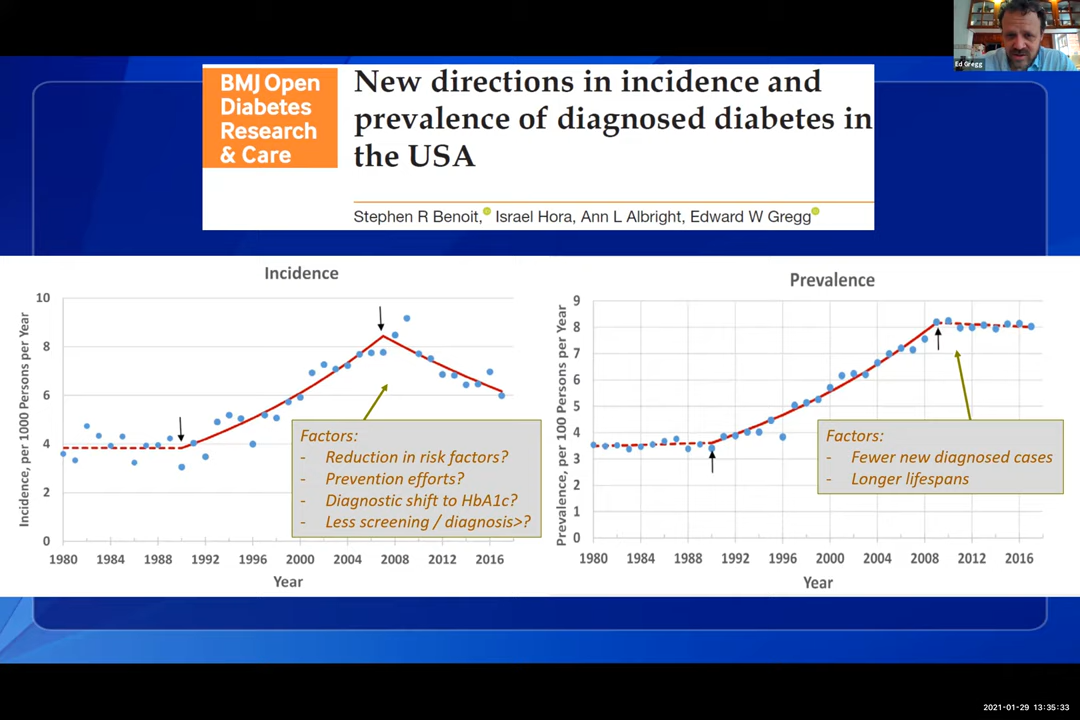 Ed Gregg
BMJ Open
Diabetes
Research
& Care
New directions in incidence and
prevalence of diagnosed diabetes in
the USA
Stephen R Benoit, Israel Hora, Ann L Albright, Edward W Gregg
Incidence
Incidence, per 1000 Persons per Year
10
8
6
4
2
0
1980 1984 1988 1992 1996 2000 2004 2008 2012 2016
Year
Factors:
- Reduction in risk factors?
- Prevention efforts?
- Diagnostic shift to HbA1c?
- Less screening / diagnosis>?
Prevalence
Prevalence, per 100 Persons per Year
9
8
7
6
5
4
3
2
1
0
1980 1984 1988 1992 1996 2000 2004 2008 2012 2016
Year
Factors:
- Fewer new diagnosed cases
- Longer lifespans
2021-01-29 13:35:33